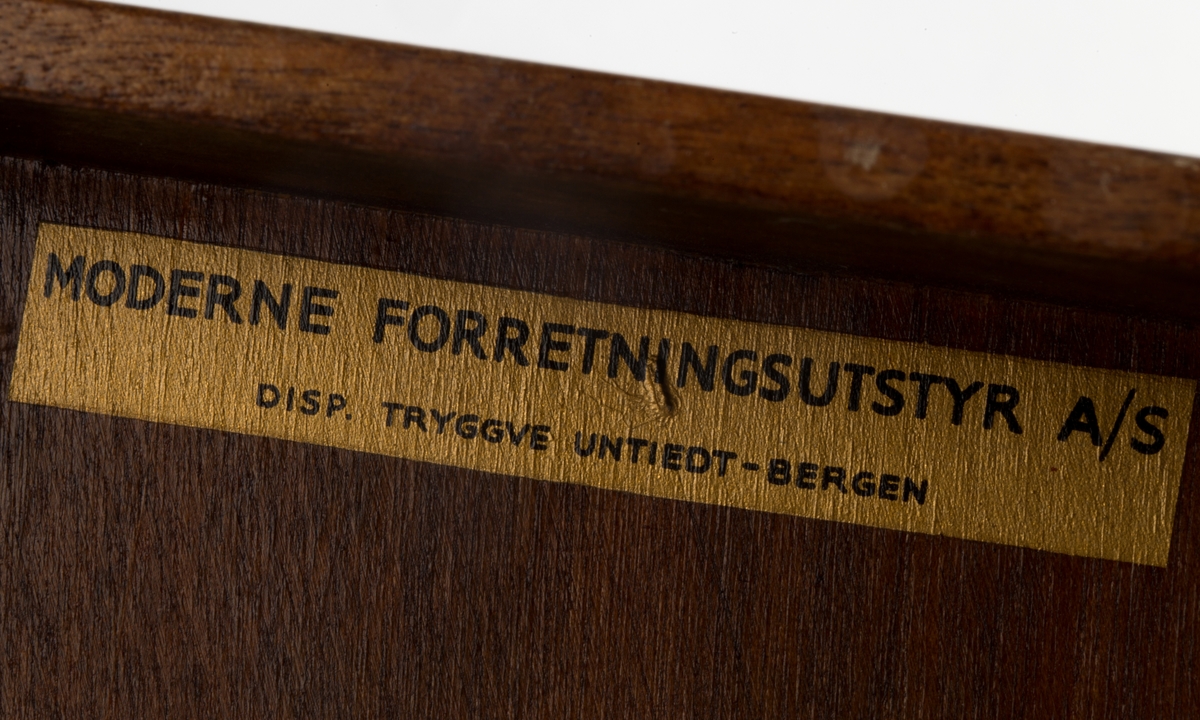 MODERNE FORRETNINGSUTSTYR A/S
DISP. TRYGGVE UNTIEDT-BERGEN